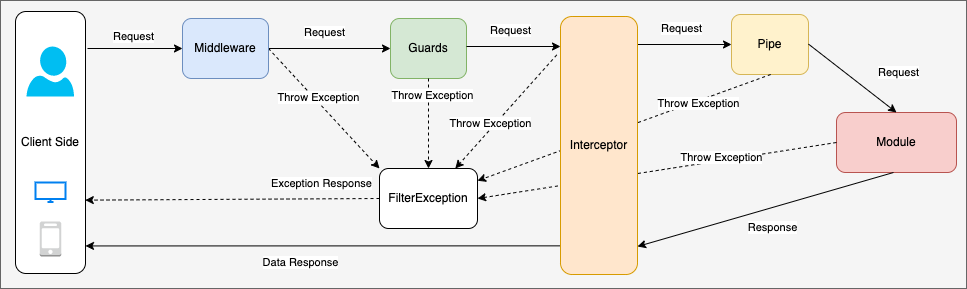 Request
Middleware
Request
Guards
Request
Request
Pipe
Request
Throw Exception
Throw Exception
Throw Exception
Throw Exception
Client Side
Interceptor
Module
Throw Exception
Exception Response
FilterException
Response
Data Response